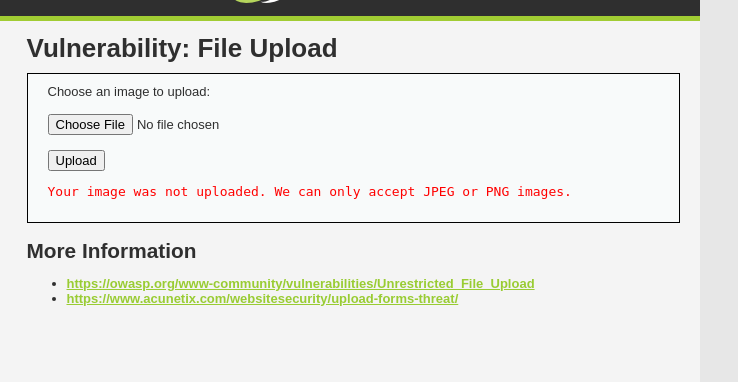 Vulnerability: File Upload
Choose an image to upload:
Choose File No file chosen
Upload
Your image was not uploaded. We can only accept JPEG or PNG images.
More Information
https://owasp.org/www-community/vulnerabilities/Unrestricted_File_Upload
https://www.acunetix.com/websitesecurity/upload-forms-threat/